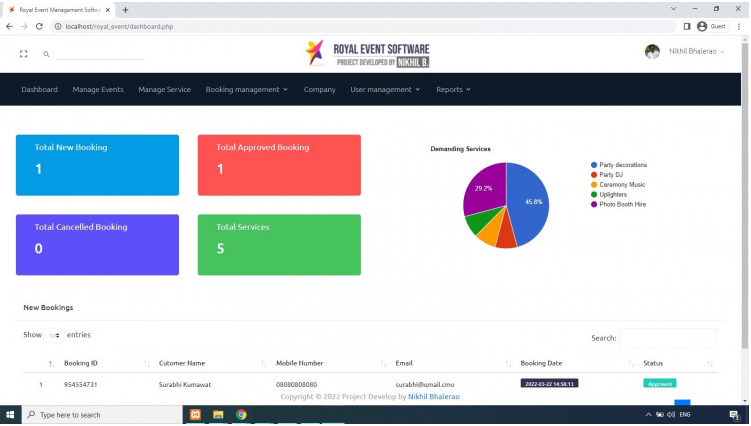 Royal Event Management Softwa
localhost/royal_event/dashboard.php
Guest
ROYAL EVENT SOFTWARE
PROJECT DEVELOPED BY NIKHIL B.
Nikhil Bhalerao
Dashboard Manage Events Manage Service Booking management Company User management Reports
Total New Booking
1
Total Approved Booking
1
Total Cancelled Booking
0
Total Services
5
Demanding Services
29.2%
45.8%
Party decorations
Party DJ
Ceremony Music
Uplighters
Photo Booth Hire
New Bookings
Show entries
Search:
Booking ID Cutomer Name Mobile Number Email Booking Date Status
1 954554731 Surabhi Kumawat 08080808080 surabhi@gmail.cmo 2022-03-22 14:58:13 Approved
Copyright © 2022 Project Develop by Nikhil Bhalerao
Type here to search
ENG